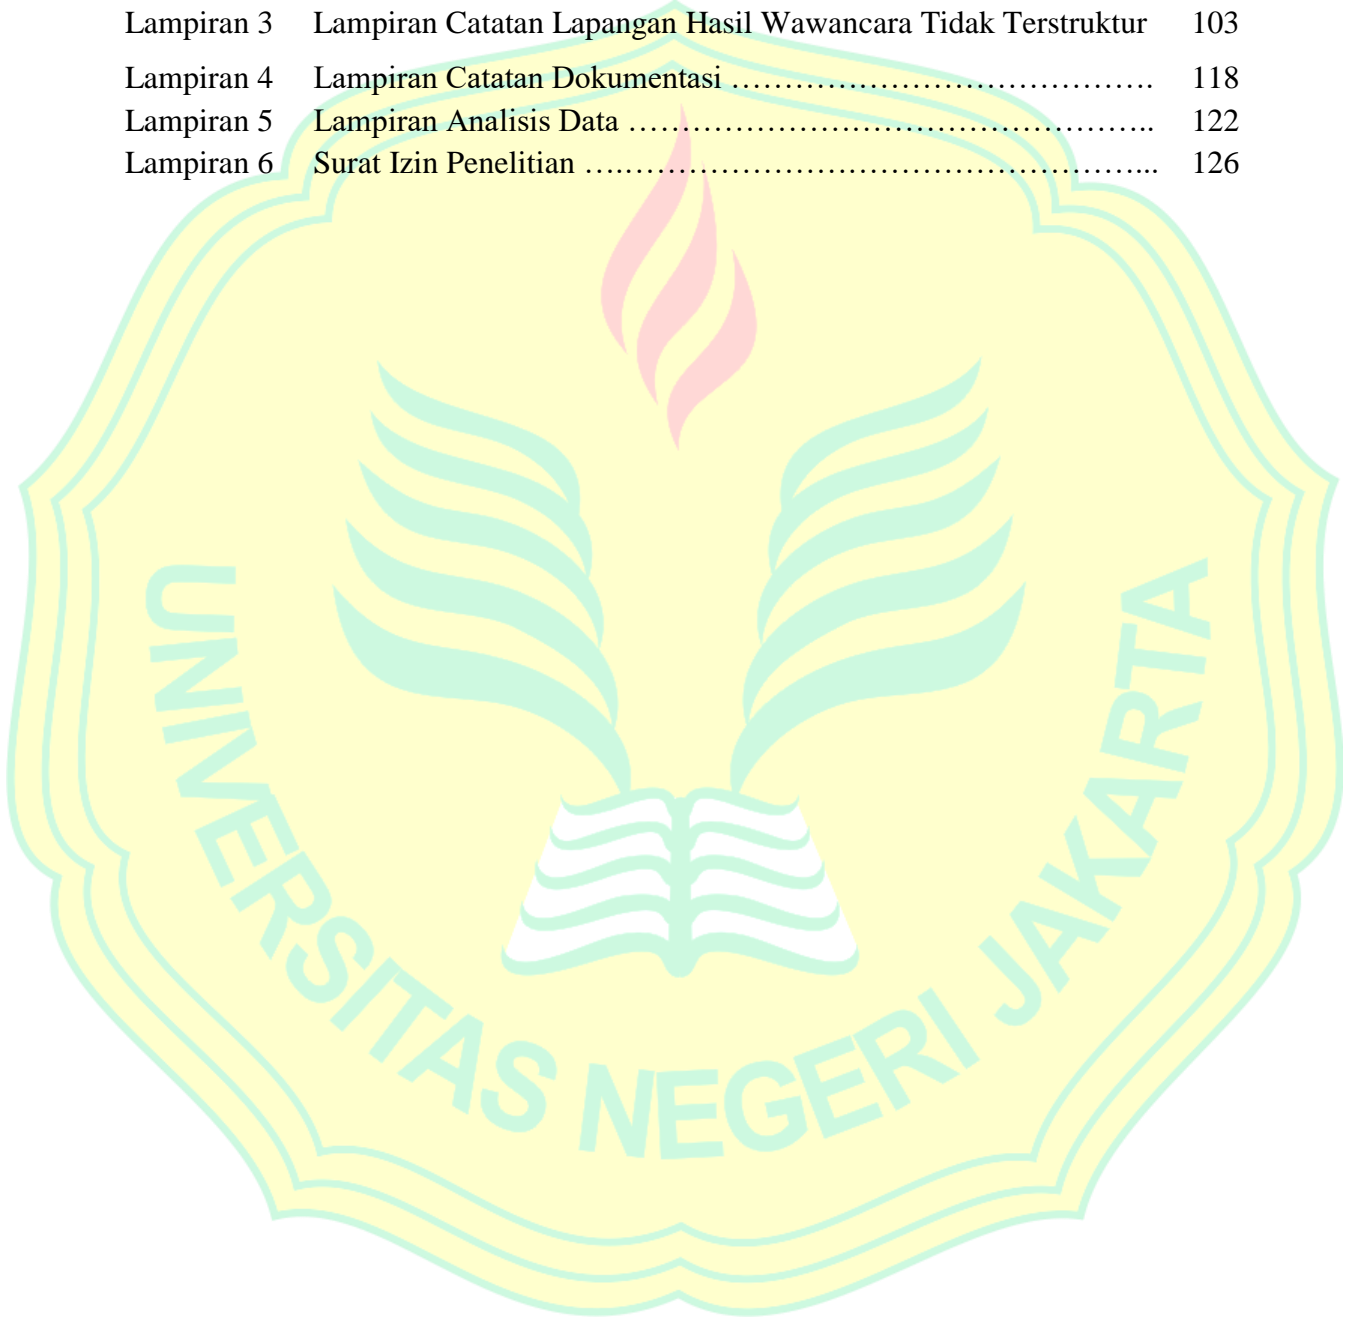 Lampiran 3 Lampiran Catatan Lapangan Hasil Wawancara Tidak Terstruktur 103
Lampiran 4 Lampiran Catatan Dokumentasi …………………………………. 118
Lampiran 5 Lampiran Analisis Data ………………………………………….. 122
Lampiran 6 Surat Izin Penelitian ….…………………………………………... 126
UNIVERSITAS NEGERI JAKARTA